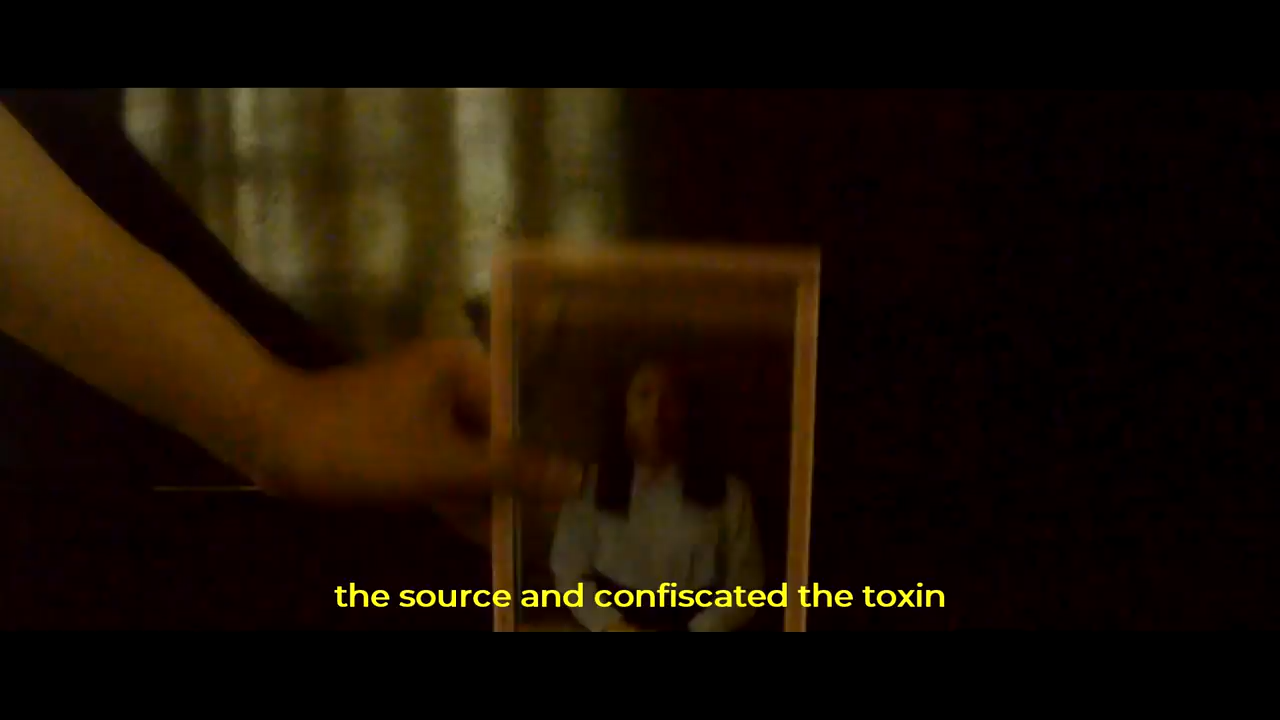 the source and confiscated the toxin